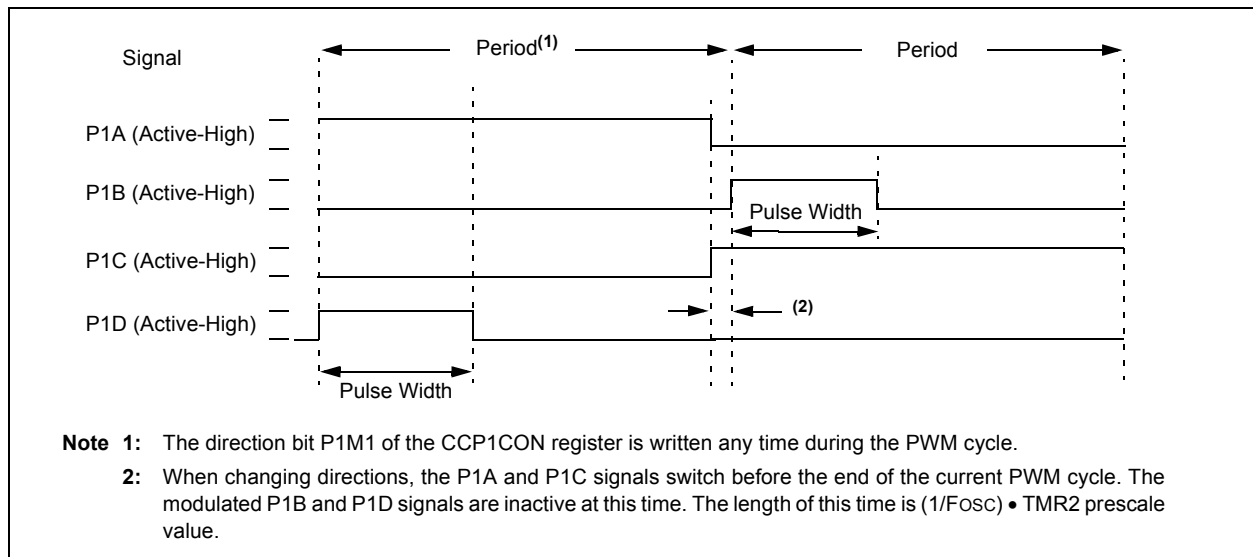 Signal
Period(1)
Period
P1A (Active-High)
P1B (Active-High)
Pulse Width
P1C (Active-High)
(2)
P1D (Active-High)
Pulse Width
Note 1: The direction bit P1M1 of the CCP1CON register is written any time during the PWM cycle.
2: When changing directions, the P1A and P1C signals switch before the end of the current PWM cycle. The
modulated P1B and P1D signals are inactive at this time. The length of this time is (1/FOSC) • TMR2 prescale
value.